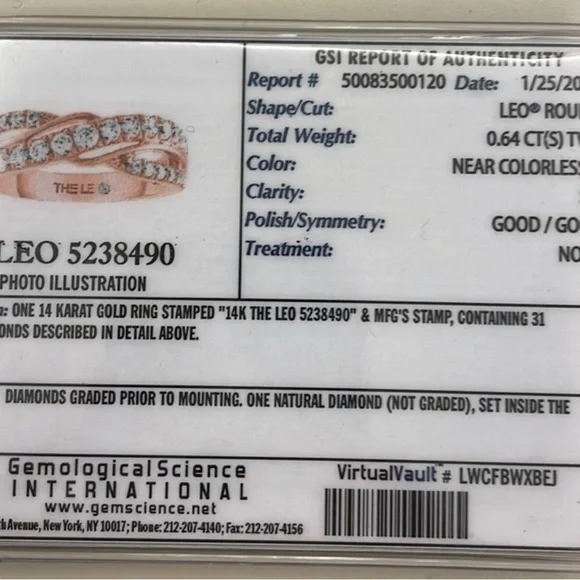 GSI REPORT OF AUTHENTICITY
Report # 50083500120 Date: 1/25/20
Shape/Cut: LEO® ROU
Total Weight: 0.64 CT(S) T
Color: NEAR COLORLES
Clarity:
Polish/Symmetry: GOOD / GO
Treatment: NO
THE LE
LEO 5238490
PHOTO ILLUSTRATION
: ONE 14 KARAT GOLD RING STAMPED "14K THE LEO 5238490" & MFG'S STAMP, CONTAINING 31
ONDS DESCRIBED IN DETAIL ABOVE.
DIAMONDS GRADED PRIOR TO MOUNTING. ONE NATURAL DIAMOND (NOT GRADED), SET INSIDE THE
Gemological Science
INTERNATIONAL
www.gemscience.net
h Avenue, New York, NY 10017; Phone: 212-207-4140; Fax: 212-207-4156
VirtualVault # LWCFBWXBEJ